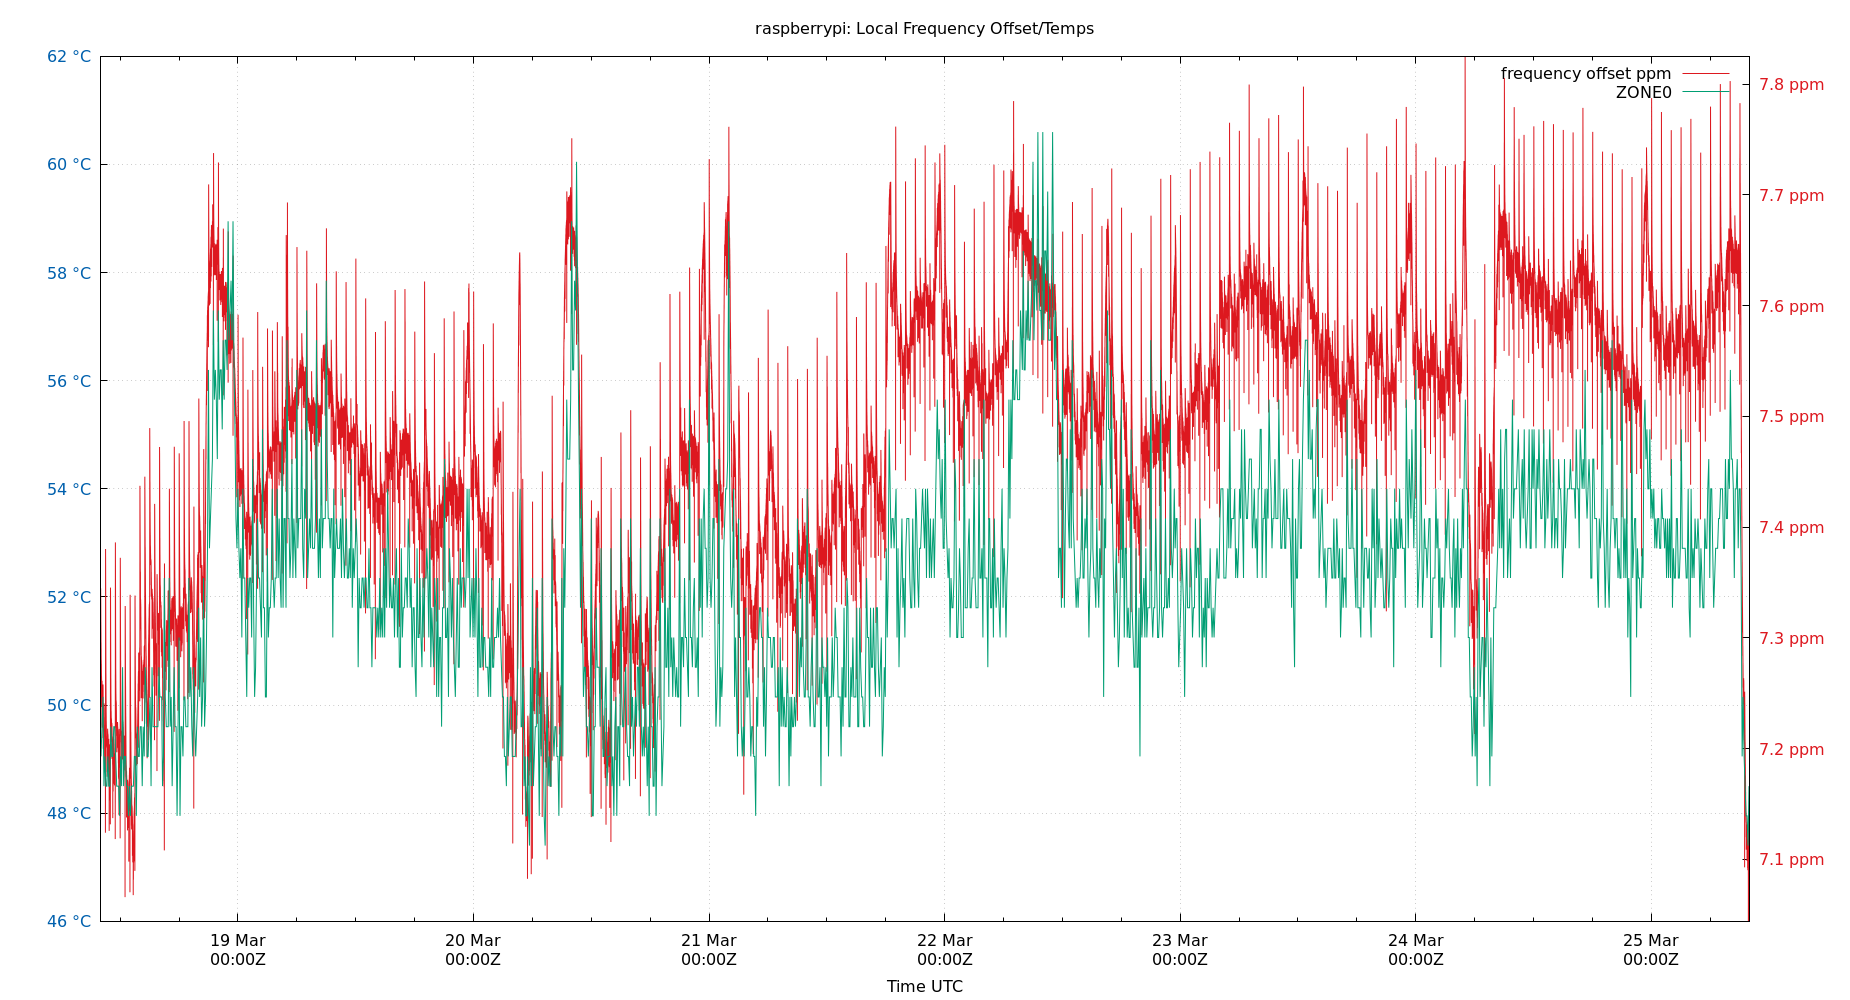 raspberrypi: Local Frequency Offset/Temps
62 °C
60 °C
58 °C
56 °C
54 °C
52 °C
50 °C
48 °C
46 °C
frequency offset ppm
ZONE0
7.8 ppm
7.7 ppm
7.6 ppm
7.5 ppm
7.4 ppm
7.3 ppm
7.2 ppm
7.1 ppm
19 Mar 20 Mar 21 Mar 22 Mar 23 Mar 24 Mar 25 Mar
00:00Z 00:00Z 00:00Z 00:00Z 00:00Z 00:00Z 00:00Z
Time UTC